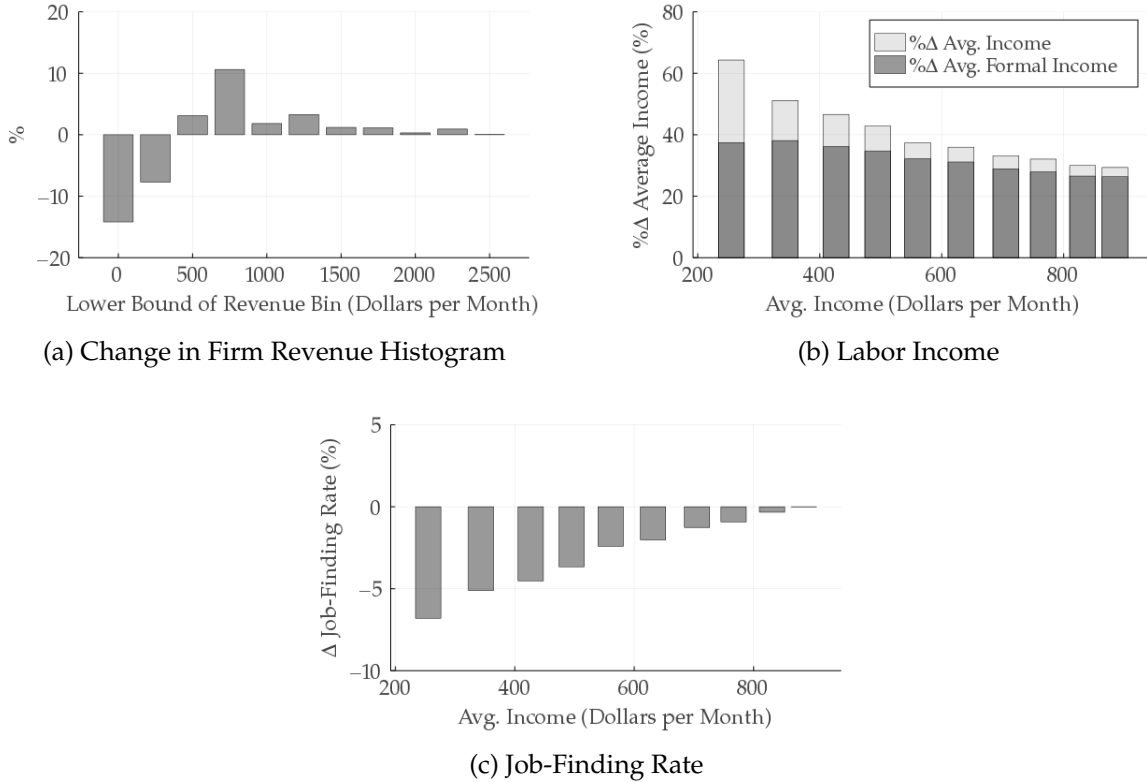 %
20
10
0
−10
−20
0 500 1000 1500 2000 2500
Lower Bound of Revenue Bin (Dollars per Month)
(a) Change in Firm Revenue Histogram
%Δ Average Income (%)
80
60
40
20
0
%Δ Avg. Income
%Δ Avg. Formal Income
200 400 600 800
Avg. Income (Dollars per Month)
(b) Labor Income
Δ Job-Finding Rate (%)
5
0
−5
−10
200 400 600 800
Avg. Income (Dollars per Month)
(c) Job-Finding Rate